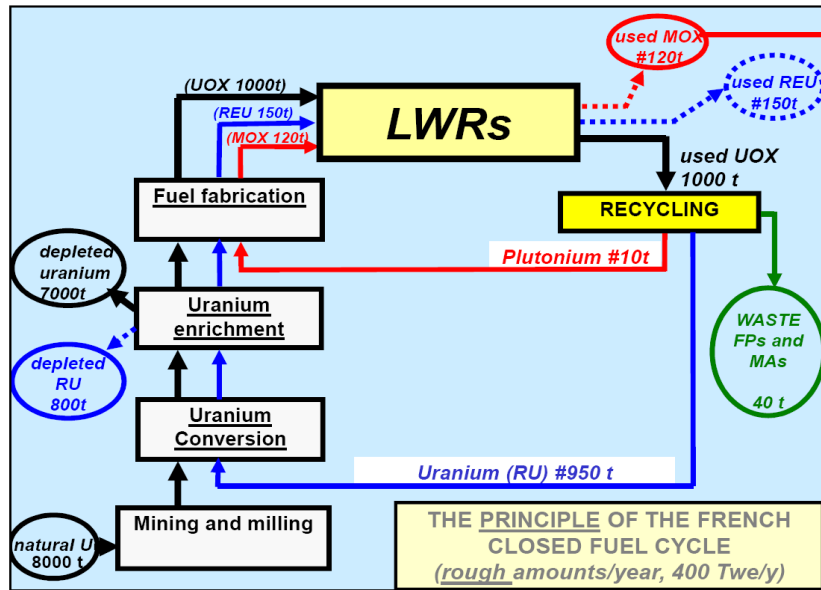 used MOX
#120t
(UOX 1000t)
used REU
#150t
(REU 150t)
LWRs
(MOX 120t)
used UOX
1000 t
Fuel fabrication
RECYCLING
depleted
uranium
7000t
Plutonium #10t
Uranium
enrichment
WASTE
FPs and
MAs
40 t
depleted
RU
800t
Uranium
Conversion
Uranium (RU) #950 t
Mining and milling
natural U
8000 t
THE PRINCIPLE OF THE FRENCH
CLOSED FUEL CYCLE
(rough amounts/year, 400 Twe/y)